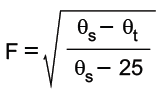 F = √((θs − θt) / (θs − 25))